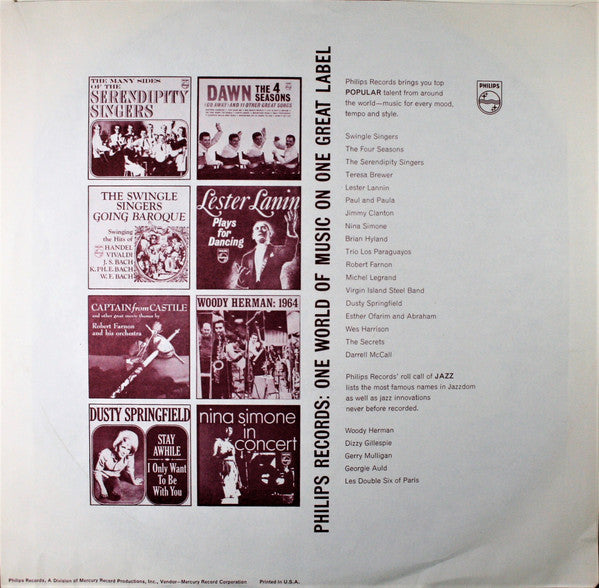 THE MANY SIDES
OF THE
SERENDIPITY
SINGERS
DAWN THE 4
SEASONS
(GO AWAY) AND 11 OTHER GREAT SONGS
THE SWINGLE
SINGERS
GOING BAROQUE
Swinging
the Hits of
HANDEL
VIVALDI
J. S. BACH
K. PH. E. BACH
W. F. BACH
Lester Lanin
Plays
for
Dancing
CAPTAIN from CASTILE
and other great movie themes by
Robert Farnon
and his orchestra
WOODY HERMAN: 1964
DUSTY SPRINGFIELD
STAY
AWHILE
I Only Want
To Be
With You
nina simone
in
concert
PHILIPS RECORDS: ONE WORLD OF MUSIC ON ONE GREAT LABEL
Philips Records brings you top
POPULAR talent from around
the world—music for every mood,
tempo and style.
PHILIPS
Swingle Singers
The Four Seasons
The Serendipity Singers
Teresa Brewer
Lester Lannin
Paul and Paula
Jimmy Clanton
Nina Simone
Brian Hyland
Trio Los Paraguayos
Robert Farnon
Michel Legrand
Virgin Island Steel Band
Dusty Springfield
Esther Ofarim and Abraham
Wes Harrison
The Secrets
Darrell McCall
Philips Records' roll call of JAZZ
lists the most famous names in Jazzdom
as well as jazz innovations
never before recorded.
Woody Herman
Dizzy Gillespie
Gerry Mulligan
Georgie Auld
Les Double Six of Paris
Philips Records, A Division of Mercury Record Productions, Inc., Vendor—Mercury Record Corporation Printed in U.S.A.